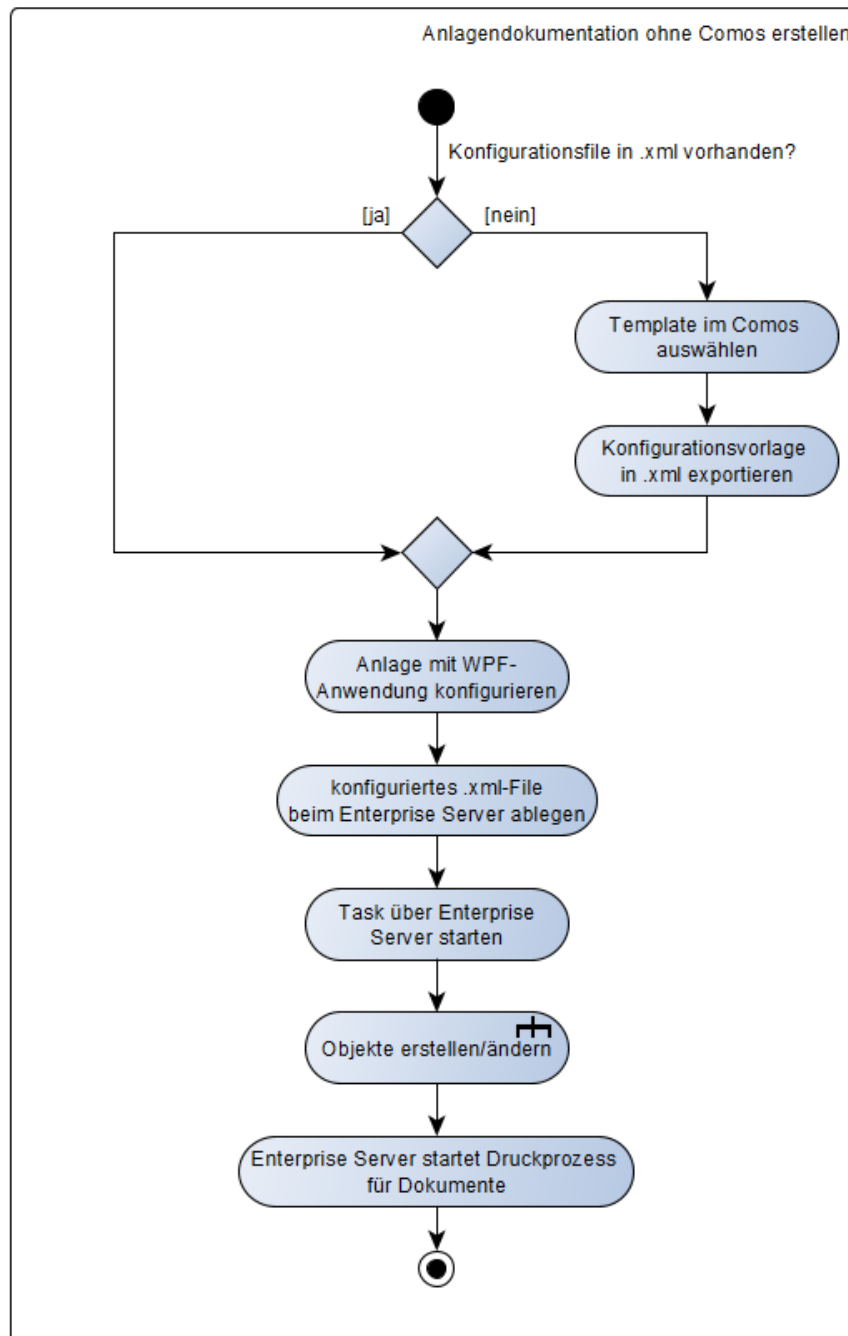 Anlagendokumentation ohne Comos erstellen
Konfigurationsfile in .xml vorhanden?
[ja]
[nein]
Template im Comos
auswählen
Konfigurationsvorlage
in .xml exportieren
Anlage mit WPF-
Anwendung konfigurieren
konfiguriertes .xml-File
beim Enterprise Server ablegen
Task über Enterprise
Server starten
Objekte erstellen/ändern
Enterprise Server startet Druckprozess
für Dokumente